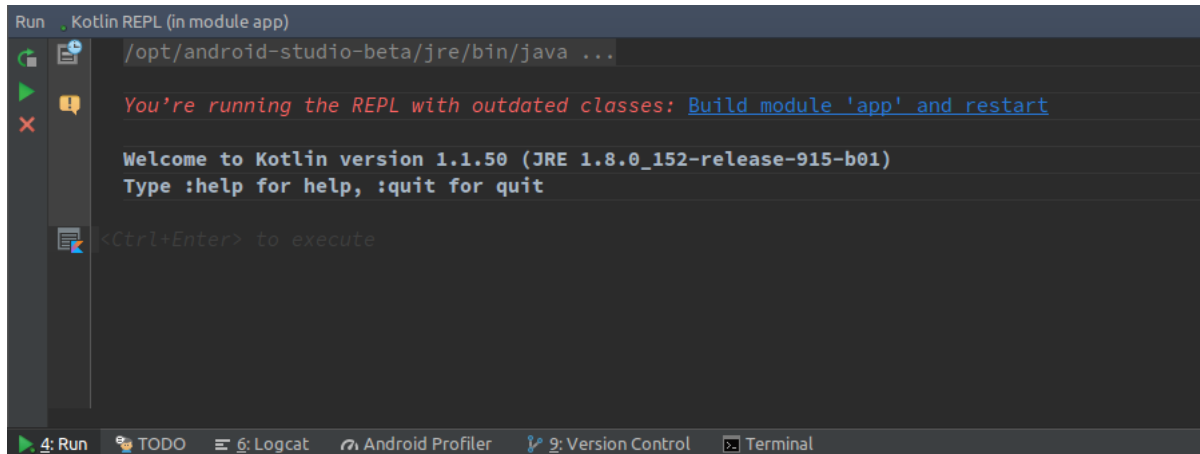 Run Kotlin REPL (in module app)
/opt/android-studio-beta/jre/bin/java ...
You’re running the REPL with outdated classes: Build module 'app' and restart
Welcome to Kotlin version 1.1.50 (JRE 1.8.0_152-release-915-b01)
Type :help for help, :quit for quit
<Ctrl+Enter> to execute
4: Run TODO 6: Logcat Android Profiler 9: Version Control Terminal